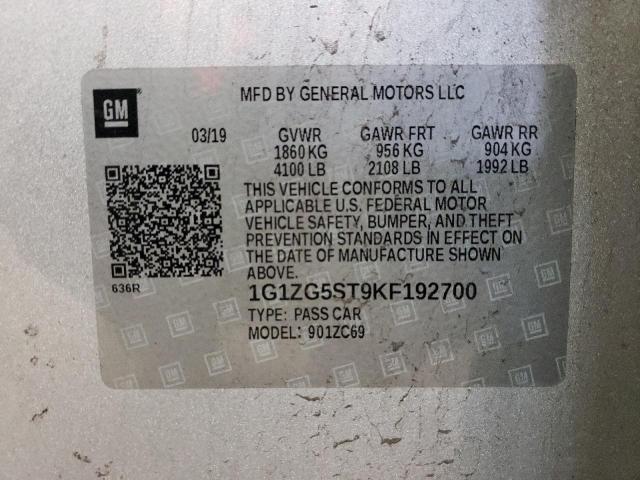 GM
MFD BY GENERAL MOTORS LLC
03/19 GVWR GAWR FRT GAWR RR
1860 KG 956 KG 904 KG
4100 LB 2108 LB 1992 LB
THIS VEHICLE CONFORMS TO ALL
APPLICABLE U.S. FEDERAL MOTOR
VEHICLE SAFETY, BUMPER, AND THEFT
PREVENTION STANDARDS IN EFFECT ON
THE DATE OF MANUFACTURE SHOWN
ABOVE.
636R
1G1ZG5ST9KF192700
TYPE: PASS CAR
MODEL: 901ZC69